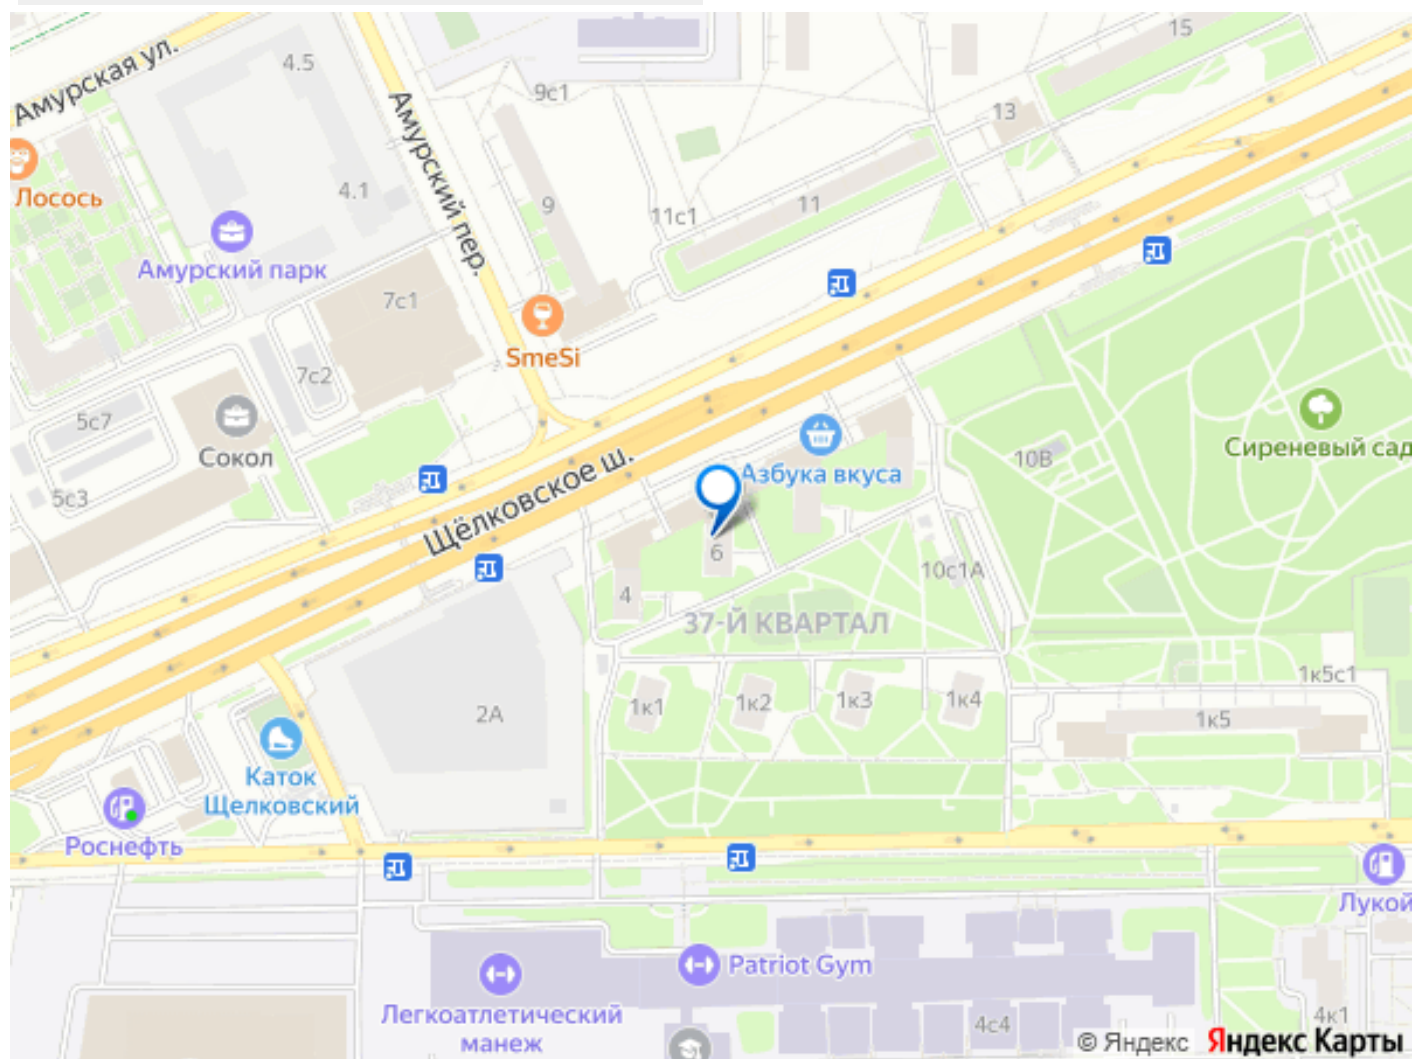 15
4.5
Амурская ул.
9с1
13
Амурский пер.
Лосось
4.1
9
11с1
11
Амурский парк
7с1
SmeSi
7с2
5с7
Сокол
Сиреневый сад
10В
Азбука вкуса
Щёлковское ш.
5с3
6
10с1А
4
37-Й КВАРТАЛ
1к1
1к2
1к3
1к4
1к5с1
1к5
2А
Каток
Щелковский
Роснефть
Лукой
Patriot Gym
Легкоатлетический
манеж
4с4
4к1
© Яндекс Яндекс Карты